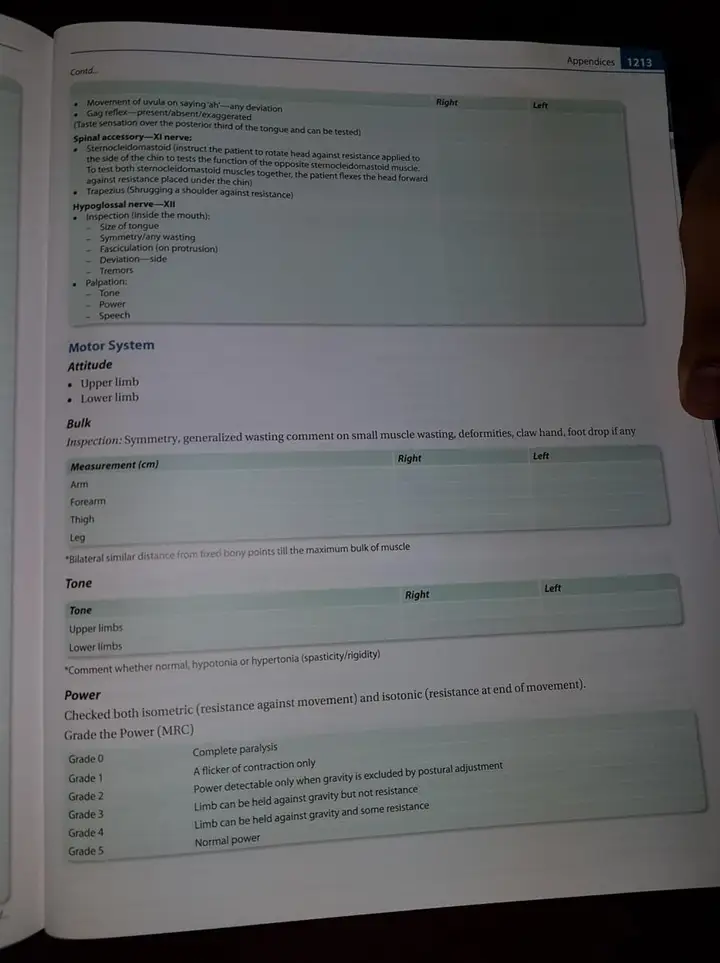 Appendices 1213
Contd...
Right Left
• Movement of uvula on saying 'ah'—any deviation
• Gag reflex—present/absent/exaggerated
(Taste sensation over the posterior third of the tongue and can be tested)
Spinal accessory—XI nerve:
• Sternocleidomastoid (instruct the patient to rotate head against resistance applied to
the side of the chin to tests the function of the opposite sternocleidomastoid muscle.
To test both sternocleidomastoid muscles together, the patient flexes the head forward
against resistance placed under the chin)
• Trapezius (Shrugging a shoulder against resistance)
Hypoglossal nerve—XII
• Inspection (inside the mouth):
– Size of tongue
– Symmetry/any wasting
– Fasciculation (on protrusion)
– Deviation—side
– Tremors
• Palpation:
– Tone
– Power
– Speech
Motor System
Attitude
• Upper limb
• Lower limb
Bulk
Inspection: Symmetry, generalized wasting comment on small muscle wasting, deformities, claw hand, foot drop if any
Measurement (cm) Right Left
Arm
Forearm
Thigh
Leg
*Bilateral similar distance from fixed bony points till the maximum bulk of muscle
Tone
Tone Right Left
Upper limbs
Lower limbs
*Comment whether normal, hypotonia or hypertonia (spasticity/rigidity)
Power
Checked both isometric (resistance against movement) and isotonic (resistance at end of movement).
Grade the Power (MRC)
Grade 0 Complete paralysis
Grade 1 A flicker of contraction only
Grade 2 Power detectable only when gravity is excluded by postural adjustment
Grade 3 Limb can be held against gravity but not resistance
Grade 4 Limb can be held against gravity and some resistance
Grade 5 Normal power